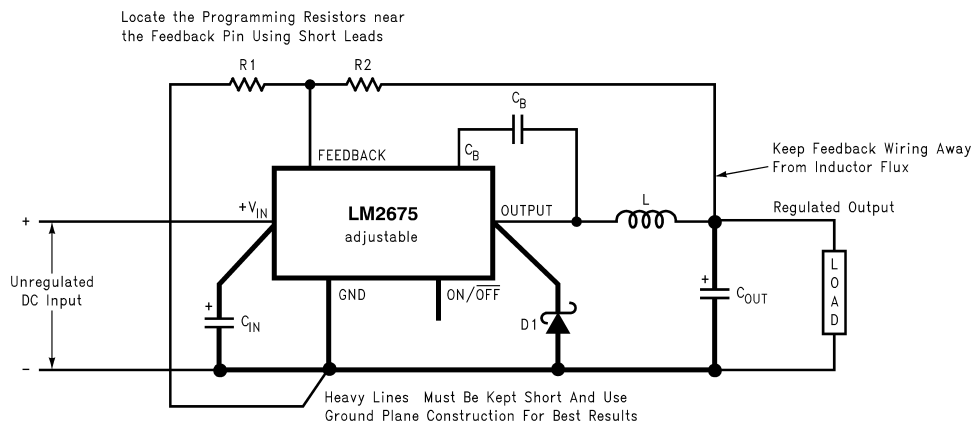 Locate the Programming Resistors near
the Feedback Pin Using Short Leads
R1
R2
C_B
FEEDBACK
C_B
Keep Feedback Wiring Away
From Inductor Flux
+V_IN
LM2675
adjustable
OUTPUT
L
Regulated Output
+
Unregulated
DC Input
-
+
C_IN
GND
ON/O̅F̅F̅
D1
+
C_OUT
L
O
A
D
Heavy Lines Must Be Kept Short And Use
Ground Plane Construction For Best Results